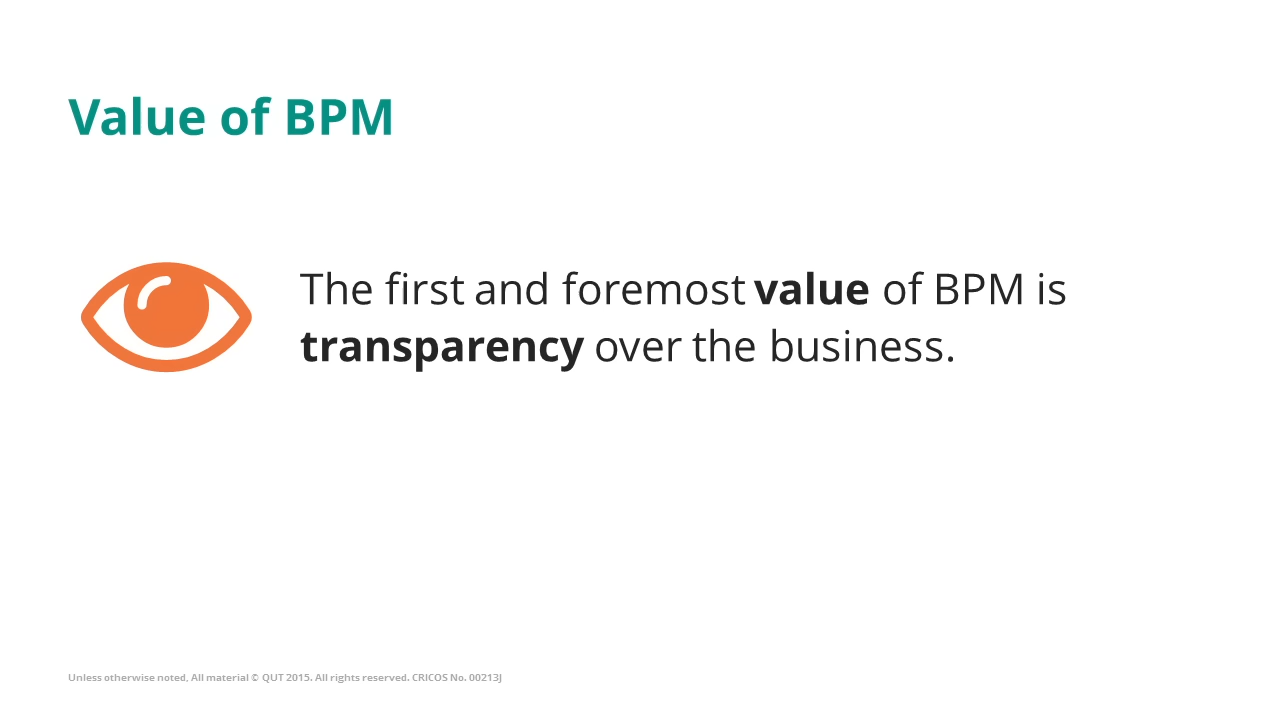 Value of BPM
The first and foremost value of BPM is
transparency over the business.
Unless otherwise noted, All material © QUT 2015. All rights reserved. CRICOS No. 00213J